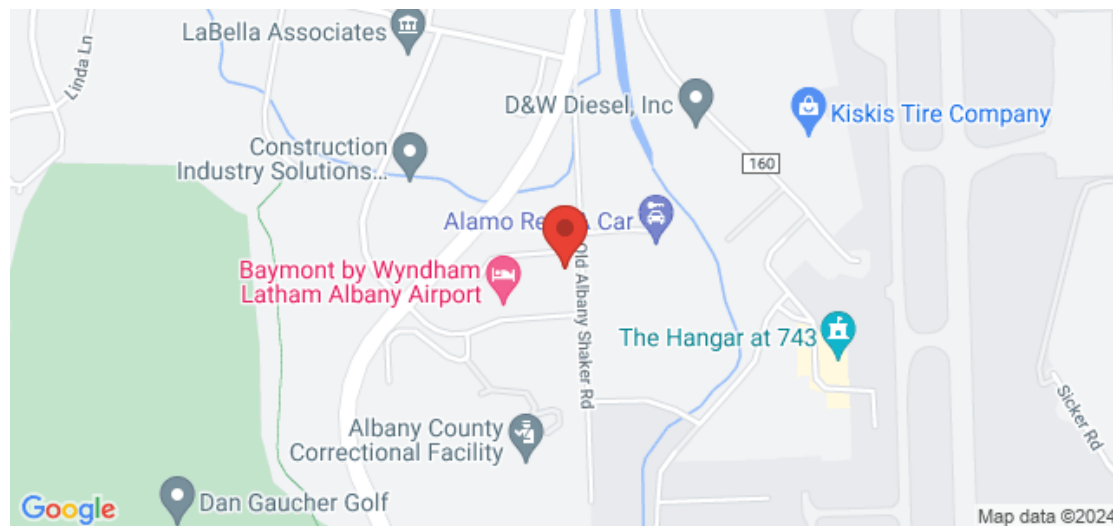 LaBella Associates
Linda Ln
D&W Diesel, Inc
Kiskis Tire Company
Construction
Industry Solutions...
160
Alamo Re A Car
Old Albany Shaker Rd
Baymont by Wyndham
Latham Albany Airport
The Hangar at 743
Sicker Rd
Albany County
Correctional Facility
Dan Gaucher Golf
Google
Map data ©2024